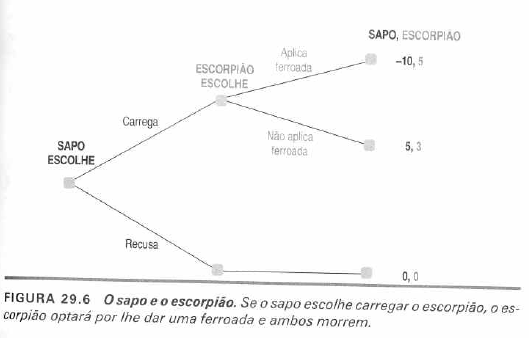 SAPO, ESCORPIÃO
Aplica
ferroada
–10, 5
ESCORPIÃO
ESCOLHE
Carrega
Não aplica
ferroada
5, 3
SAPO
ESCOLHE
Recusa
0, 0
FIGURA 29.6 O sapo e o escorpião. Se o sapo escolhe carregar o escorpião, o es-
corpião optará por lhe dar uma ferroada e ambos morrem.